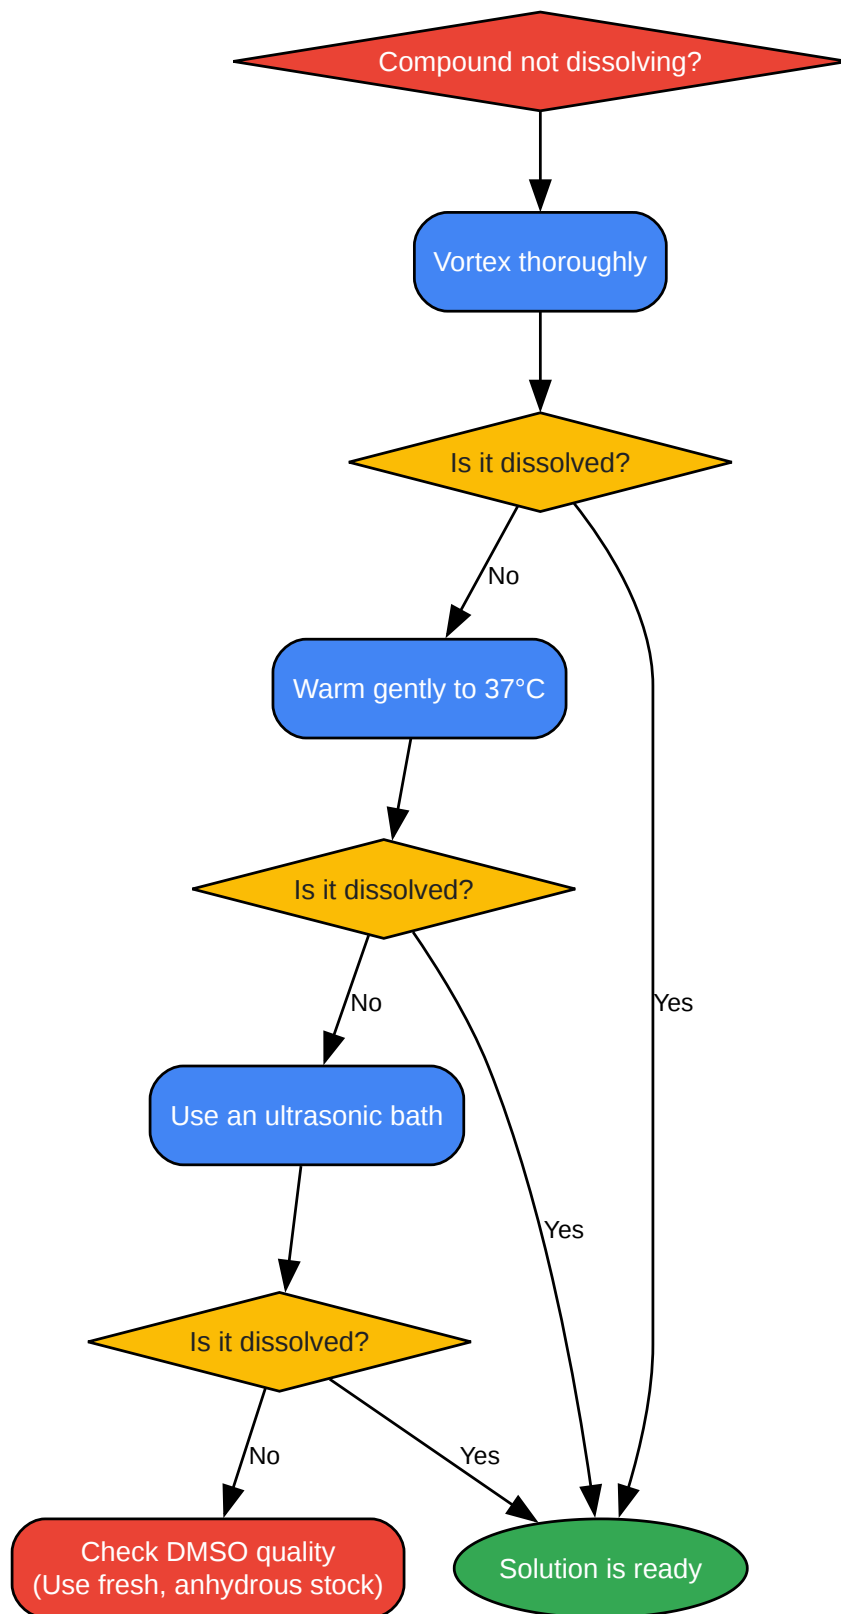 Compound not dissolving?
Vortex thoroughly
Is it dissolved?
No
Warm gently to 37°C
Is it dissolved?
No
Yes
Use an ultrasonic bath
Yes
Is it dissolved?
No
Yes
Check DMSO quality
(Use fresh, anhydrous stock)
Solution is ready